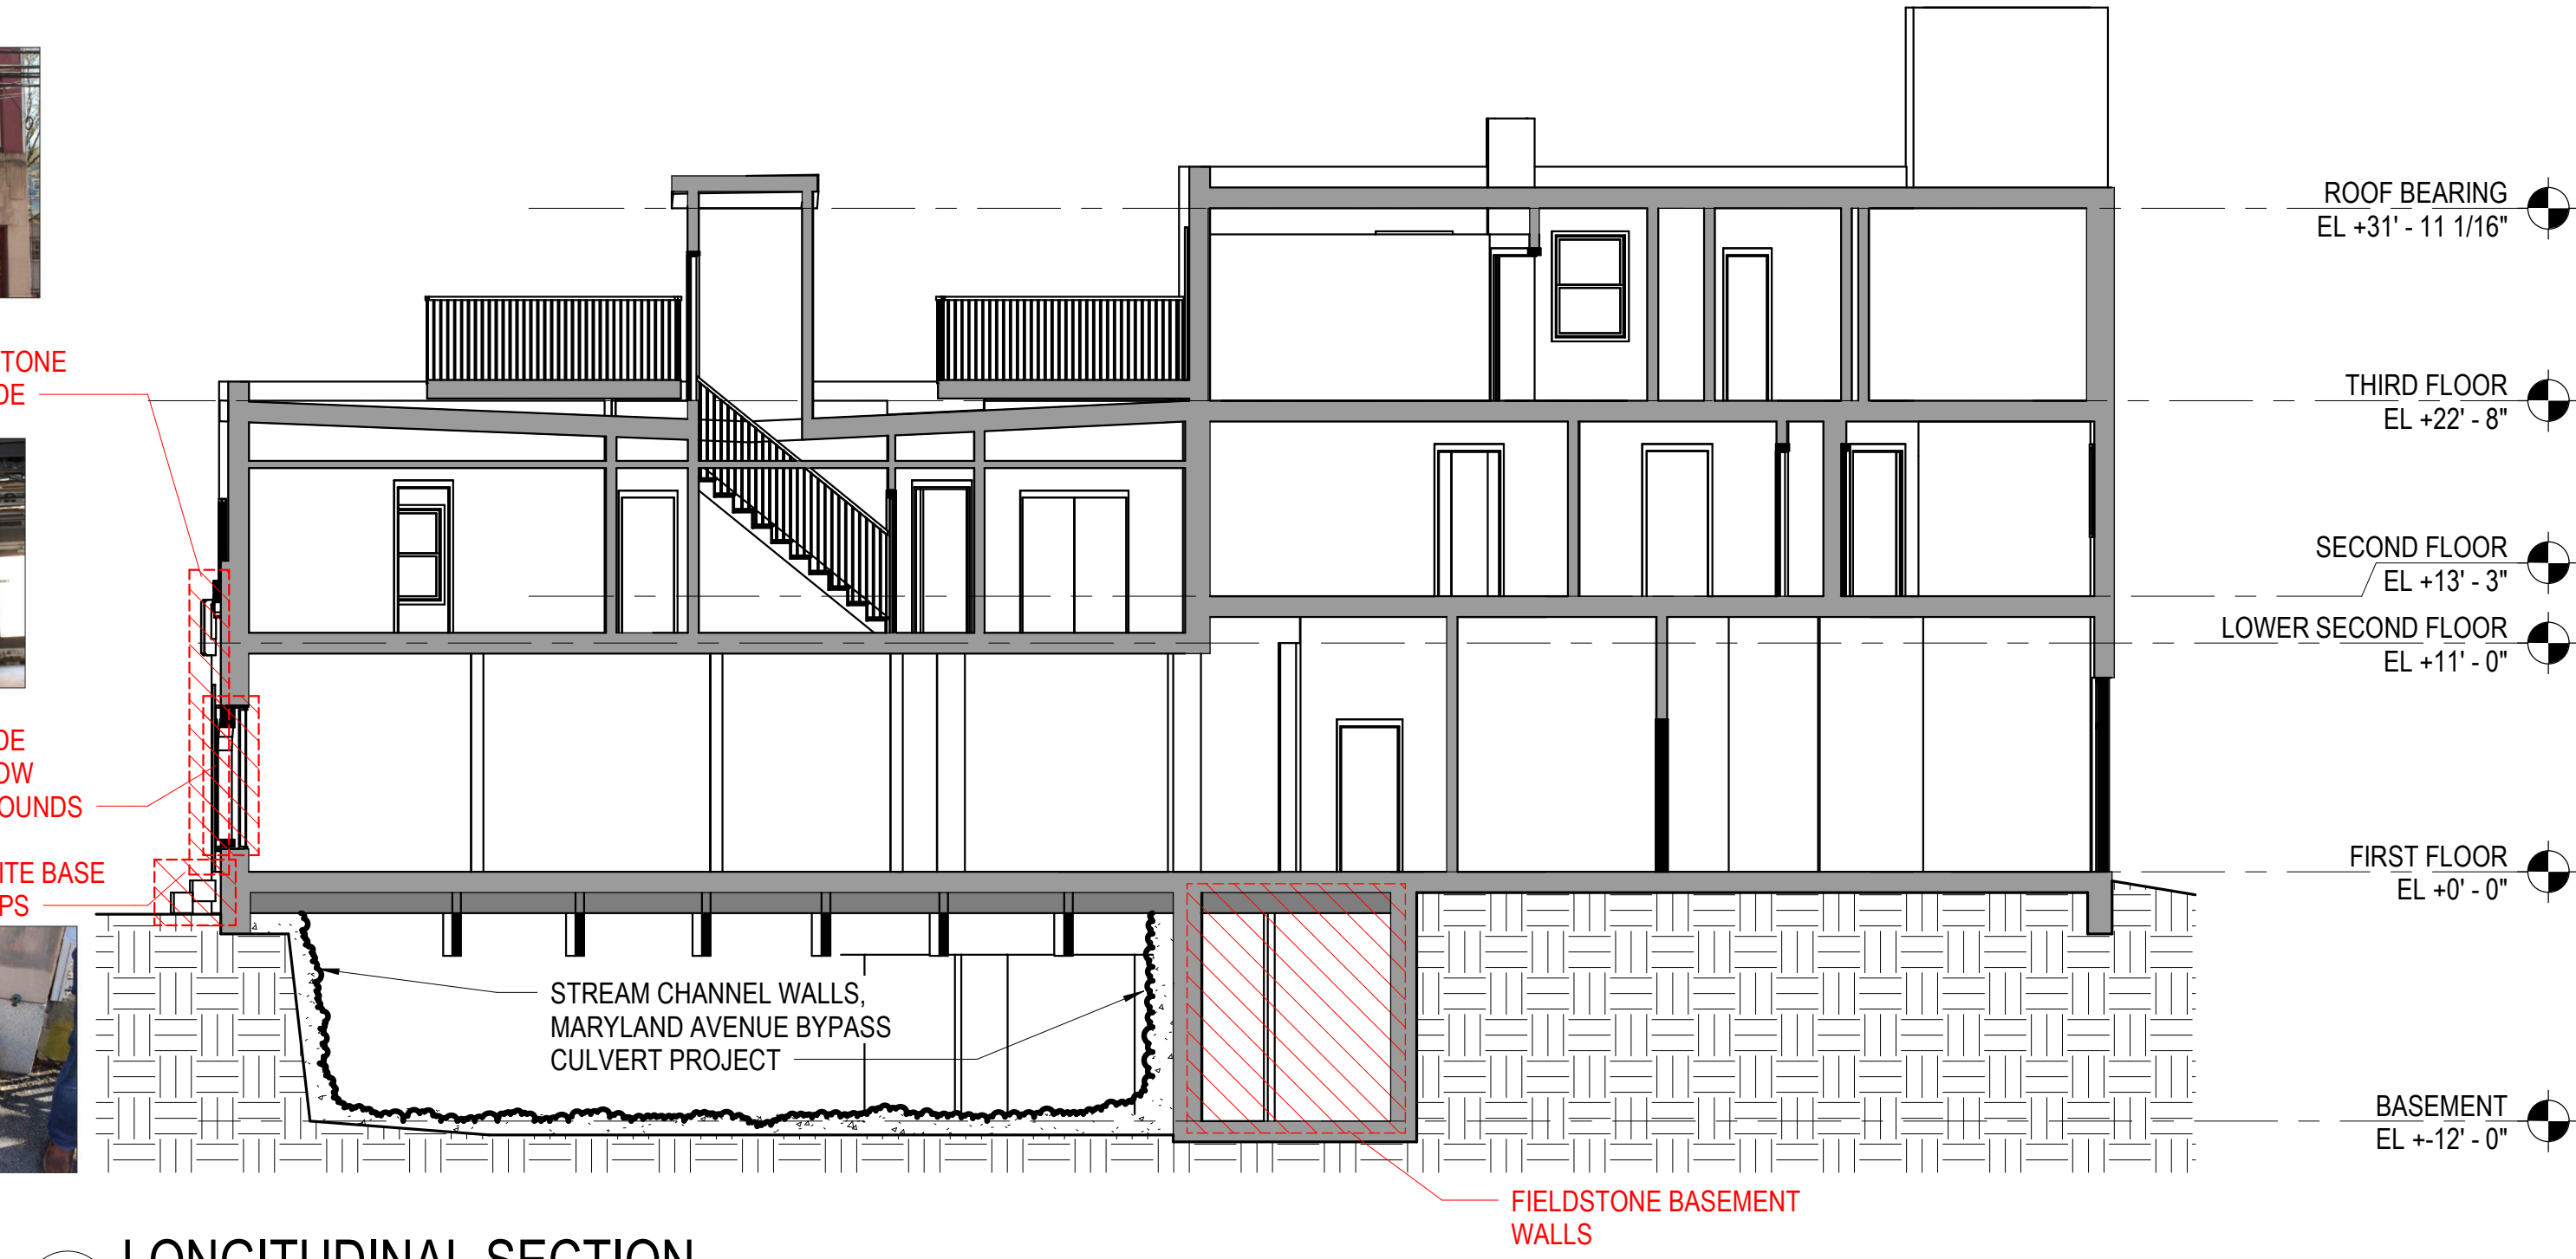 ROOF BEARING
EL +31' - 11 1/16"
THIRD FLOOR
EL +22' - 8"
SECOND FLOOR
EL +13' - 3"
LOWER SECOND FLOOR
EL +11' - 0"
FIRST FLOOR
EL +0' - 0"
BASEMENT
EL +-12' - 0"
TONE
DE
DE
OW
OUNDS
ITE BASE
PS
STREAM CHANNEL WALLS,
MARYLAND AVENUE BYPASS
CULVERT PROJECT
FIELDSTONE BASEMENT
WALLS
LONGITUDINAL SECTION